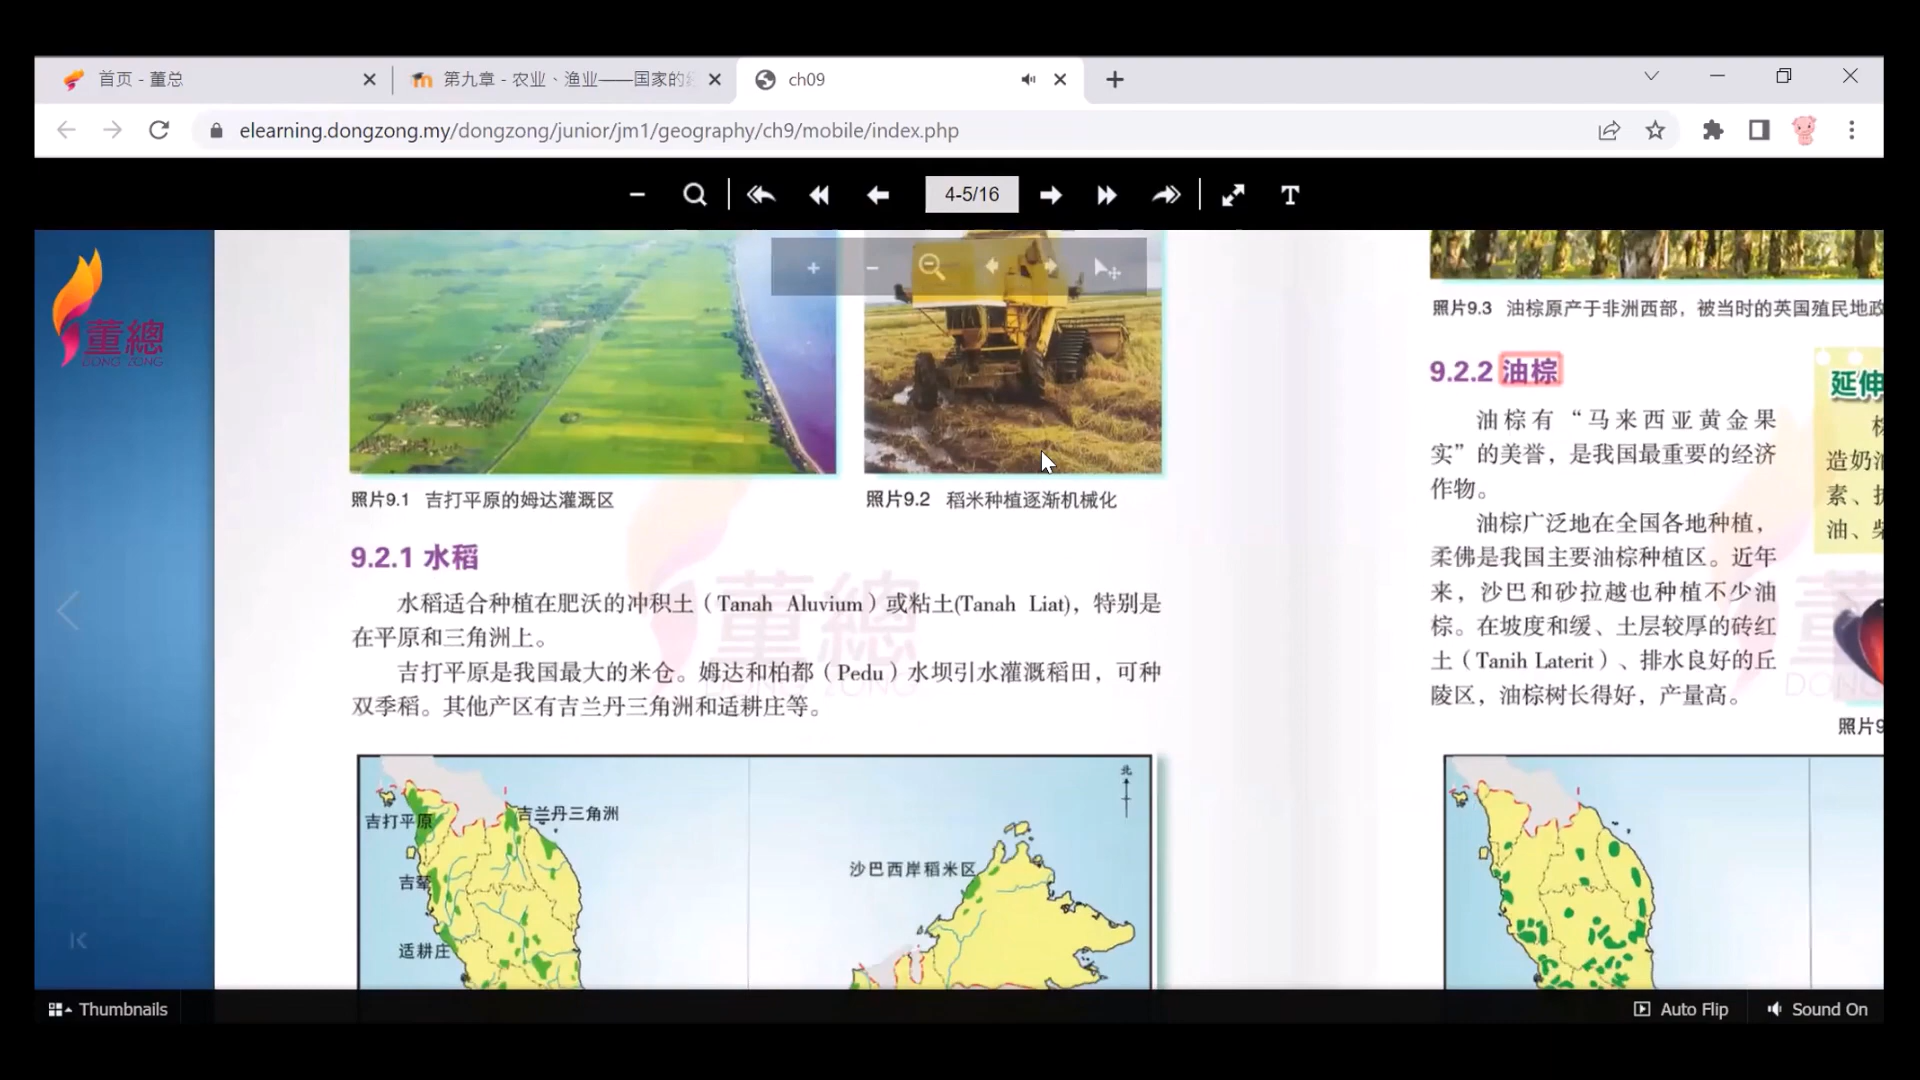 首页 - 董总
第九章 - 农业、渔业——国家的
ch09
elearning.dongzong.my/dongzong/junior/jm1/geography/ch9/mobile/index.php
4-5/16
董總
DONG ZONG
照片9.1 吉打平原的姆达灌溉区
照片9.2 稻米种植逐渐机械化
9.2.1 水稻
水稻适合种植在肥沃的冲积土（Tanah Aluvium）或粘土(Tanah Liat)，特别是
在平原和三角洲上。
吉打平原是我国最大的米仓。姆达和柏都（Pedu）水坝引水灌溉稻田，可种
双季稻。其他产区有吉兰丹三角洲和适耕庄等。
北
吉打平原
吉兰丹三角洲
吉辇
适耕庄
沙巴西岸稻米区
照片9.3 油棕原产于非洲西部，被当时的英国殖民地政
9.2.2 油棕
油棕有“马来西亚黄金果
实”的美誉，是我国最重要的经济
作物。
油棕广泛地在全国各地种植，
柔佛是我国主要油棕种植区。近年
来，沙巴和砂拉越也种植不少油
棕。在坡度和缓、土层较厚的砖红
土（Tanih Laterit）、排水良好的丘
陵区，油棕树长得好，产量高。
延伸
造奶油
素、
油、柴
照片9
董總
DONG ZONG
Thumbnails
Auto Flip
Sound On